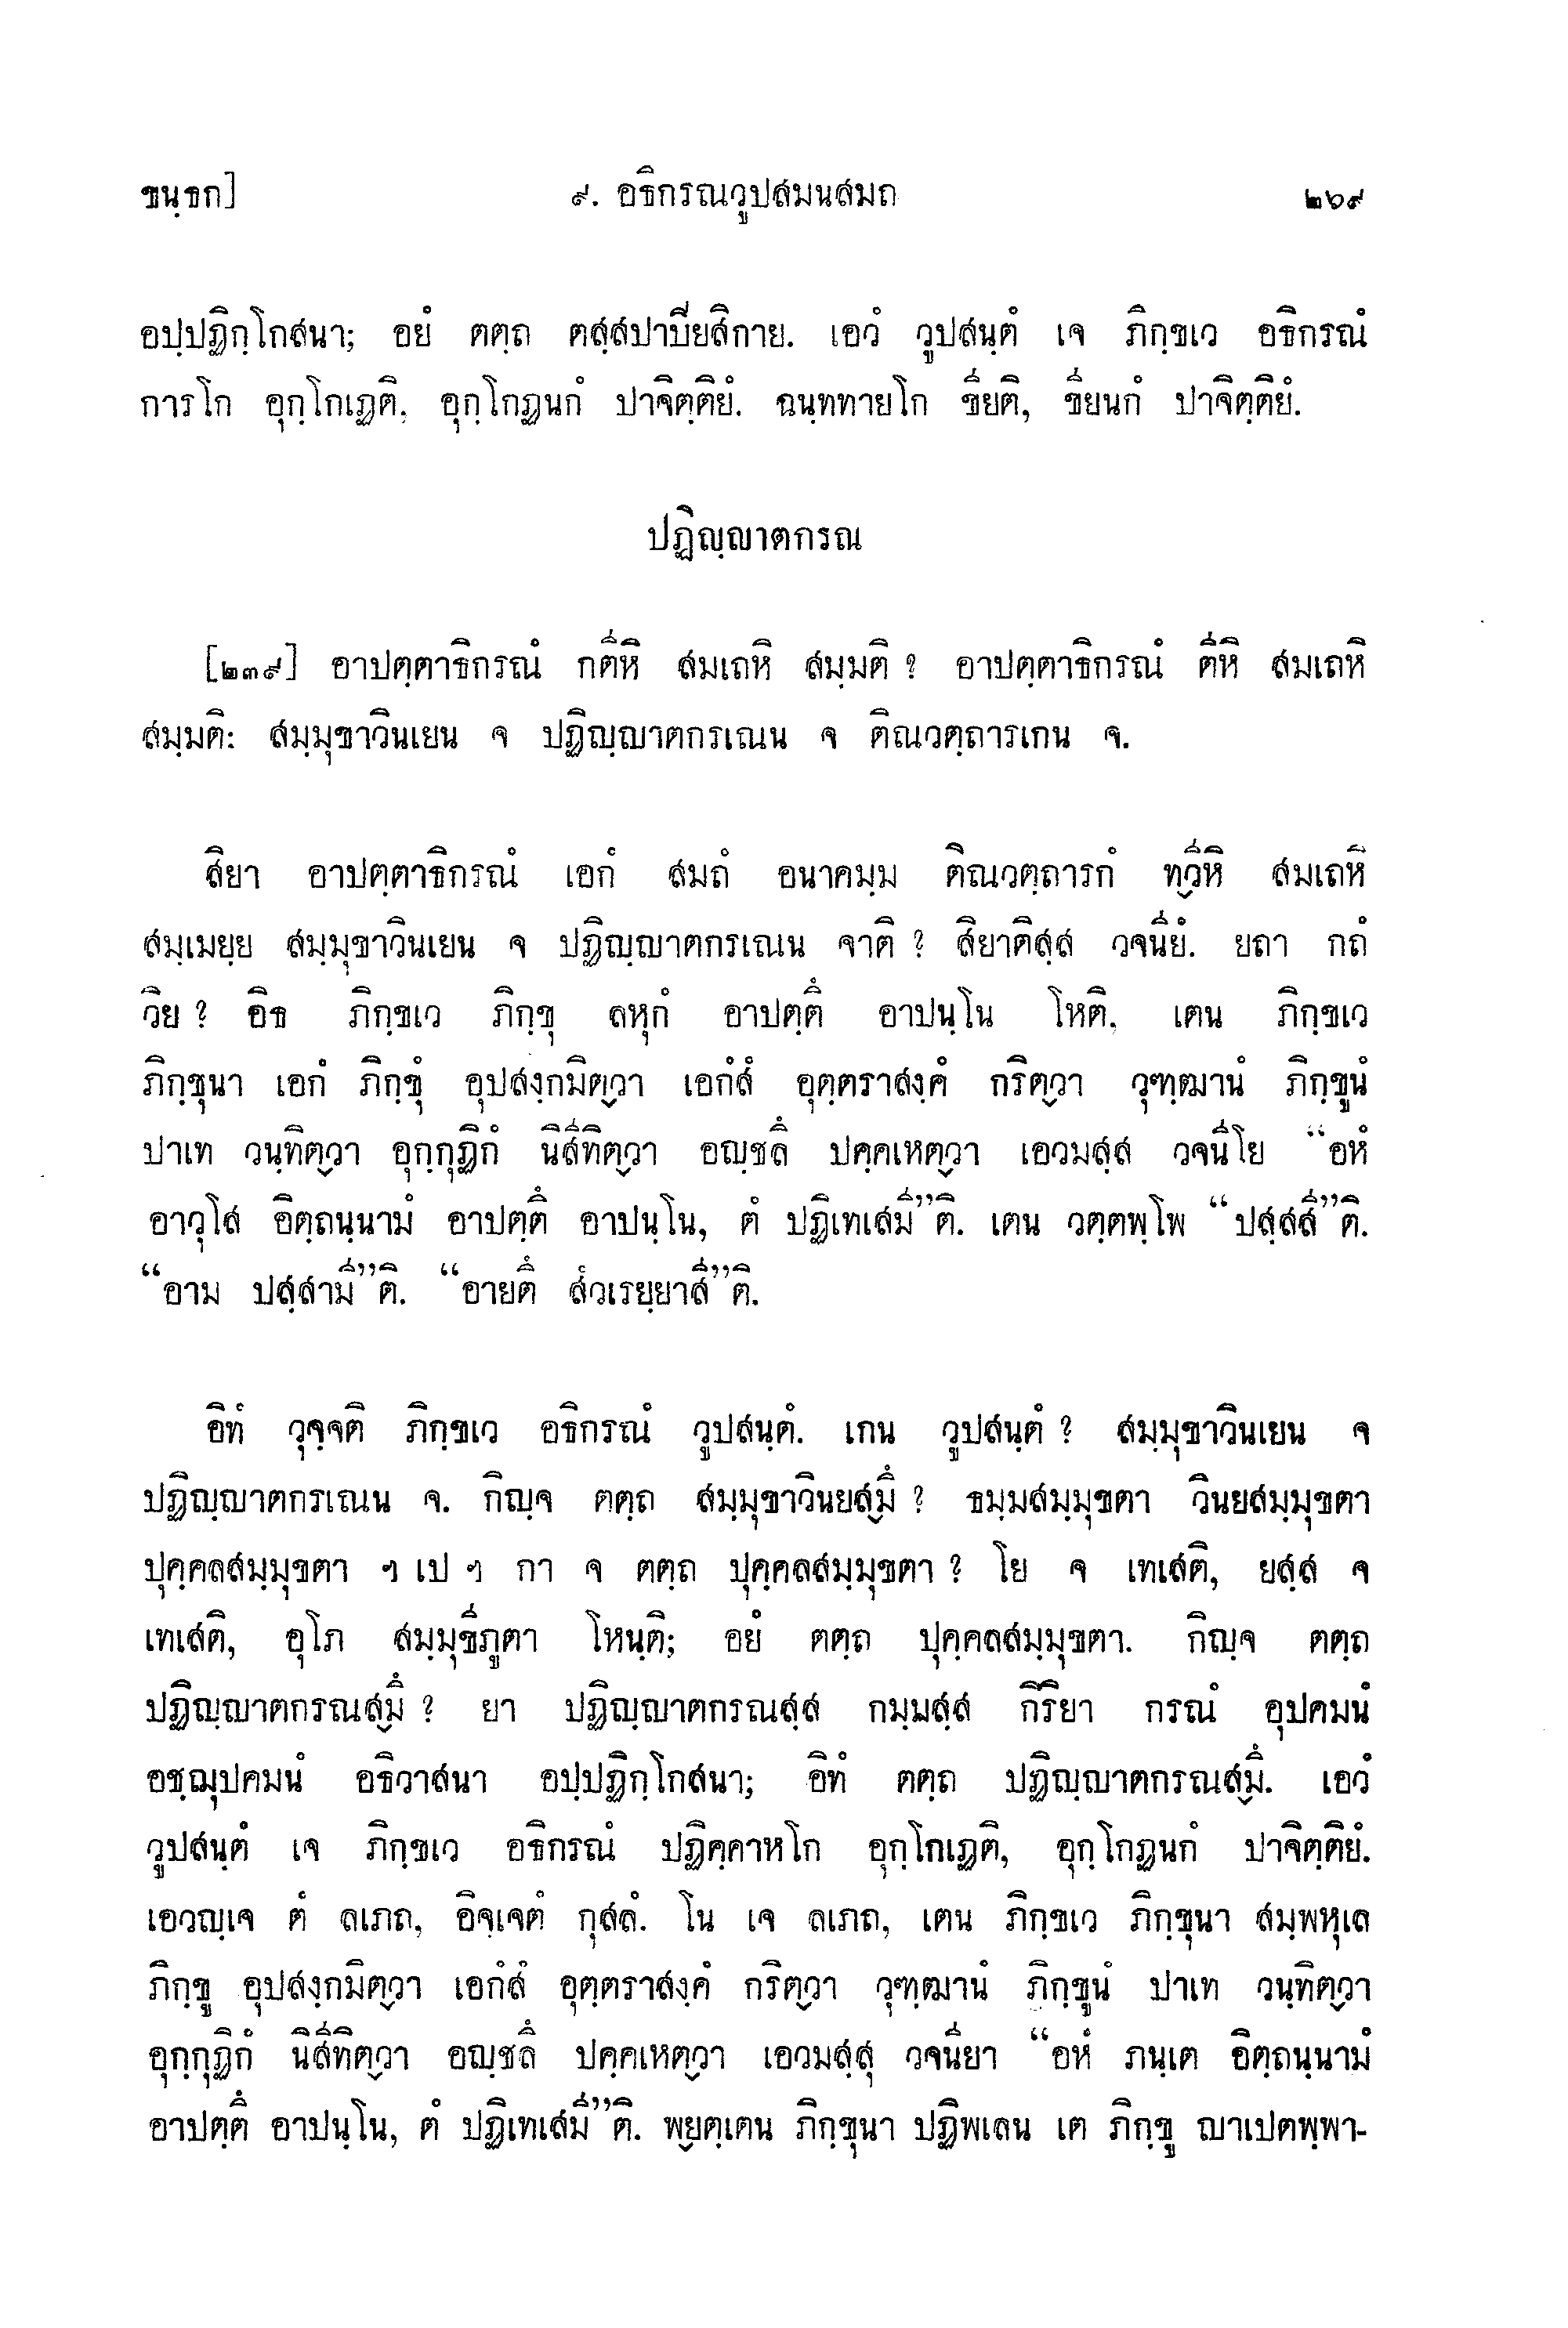 ขนฺธก]
๙. อธิกรณวูปสมนสมถ
๒๖๙
อปฺปฏิกฺโกสนา; อยํ ตตฺถ ตสฺสปาปียสิกาย. เอวํ วูปสนฺตํ เจ ภิกฺขเว อธิกรณํ
การโก อุกฺโกเฏติ, อุกฺโกฏนกํ ปาจิตฺติยํ. ฉนฺททายโก ขียติ, ขียนกํ ปาจิตฺติยํ.
ปฏิญฺญาตกรณ
[๒๓๙] อาปตฺตาธิกรณํ กตีหิ สมเถหิ สมฺมติ ? อาปตฺตาธิกรณํ ตีหิ สมเถหิ
สมฺมติ: สมฺมุขาวินเยน จ ปฏิญฺญาตกรเณน จ ติณวตฺถารเกน จ.
สิยา อาปตฺตาธิกรณํ เอกํ สมถํ อนาคมฺม ติณวตฺถารกํ ทฺวีหิ สมเถหิ
สมฺเมยฺย สมฺมุขาวินเยน จ ปฏิญฺญาตกรเณน จาติ ? สิยาติสฺส วจนียํ. ยถา กถํ
วิย ? อิธ ภิกฺขเว ภิกฺขุ ลหุกํ อาปตฺตึ อาปนฺโน โหติ, เตน ภิกฺขเว
ภิกฺขุนา เอกํ ภิกฺขุํ อุปสงฺกมิตฺวา เอกํสํ อุตฺตราสงฺคํ กริตฺวา วุฑฺฒานํ ภิกฺขูนํ
ปาเท วนฺทิตฺวา อุกฺกุฏิกํ นิสีทิตฺวา อญฺชลึ ปคฺคเหตฺวา เอวมสฺส วจนีโย “อหํ
อาวุโส อิตฺถนฺนามํ อาปตฺตึ อาปนฺโน, ตํ ปฏิเทเสมี”ติ. เตน วตฺตพฺโพ “ปสฺสสี”ติ.
“อาม ปสฺสามี”ติ. “อายตึ สํวเรยฺยาสี”ติ.
อิทํ วุจฺจติ ภิกฺขเว อธิกรณํ วูปสนฺตํ. เกน วูปสนฺตํ ? สมฺมุขาวินเยน จ
ปฏิญฺญาตกรเณน จ. กิญฺจ ตตฺถ สมฺมุขาวินยสฺมึ ? ธมฺมสมฺมุขตา วินยสมฺมุขตา
ปุคฺคลสมฺมุขตา ฯ เป ฯ กา จ ตตฺถ ปุคฺคลสมฺมุขตา ? โย จ เทเสติ, ยสฺส จ
เทเสติ, อุโภ สมฺมุขีภูตา โหนฺติ; อยํ ตตฺถ ปุคฺคลสมฺมุขตา. กิญฺจ ตตฺถ
ปฏิญฺญาตกรณสฺมึ ? ยา ปฏิญฺญาตกรณสฺส กมฺมสฺส กิริยา กรณํ อุปคมนํ
อชฺฌุปคมนํ อธิวาสนา อปฺปฏิกฺโกสนา; อิทํ ตตฺถ ปฏิญฺญาตกรณสฺมึ. เอวํ
วูปสนฺตํ เจ ภิกฺขเว อธิกรณํ ปฏิคฺคาหโก อุกฺโกเฏติ, อุกฺโกฏนกํ ปาจิตฺติยํ.
เอวญฺเจ ตํ ลเภถ, อิจฺเจตํ กุสลํ. โน เจ ลเภถ, เตน ภิกฺขเว ภิกฺขุนา สมฺพหุเล
ภิกฺขู อุปสงฺกมิตฺวา เอกํสํ อุตฺตราสงฺคํ กริตฺวา วุฑฺฒานํ ภิกฺขูนํ ปาเท วนฺทิตฺวา
อุกฺกุฏิกํ นิสีทิตฺวา อญฺชลึ ปคฺคเหตฺวา เอวมสฺสุ วจนียา “อหํ ภนฺเต อิตฺถนฺนามํ
อาปตฺตึ อาปนฺโน, ตํ ปฏิเทเสมี”ติ. พฺยตฺเตน ภิกฺขุนา ปฏิพเลน เต ภิกฺขู ญาเปตพฺพา-